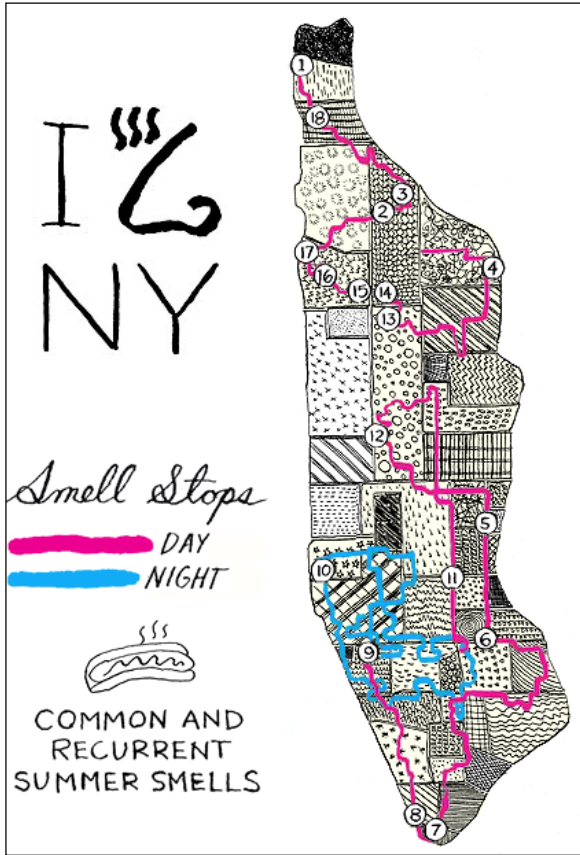 I
NY
Smell Stops
DAY
NIGHT
COMMON AND
RECURRENT
SUMMER SMELLS
1
18
3
2
17
4
16
15
14
13
12
5
10
11
6
9
8
7